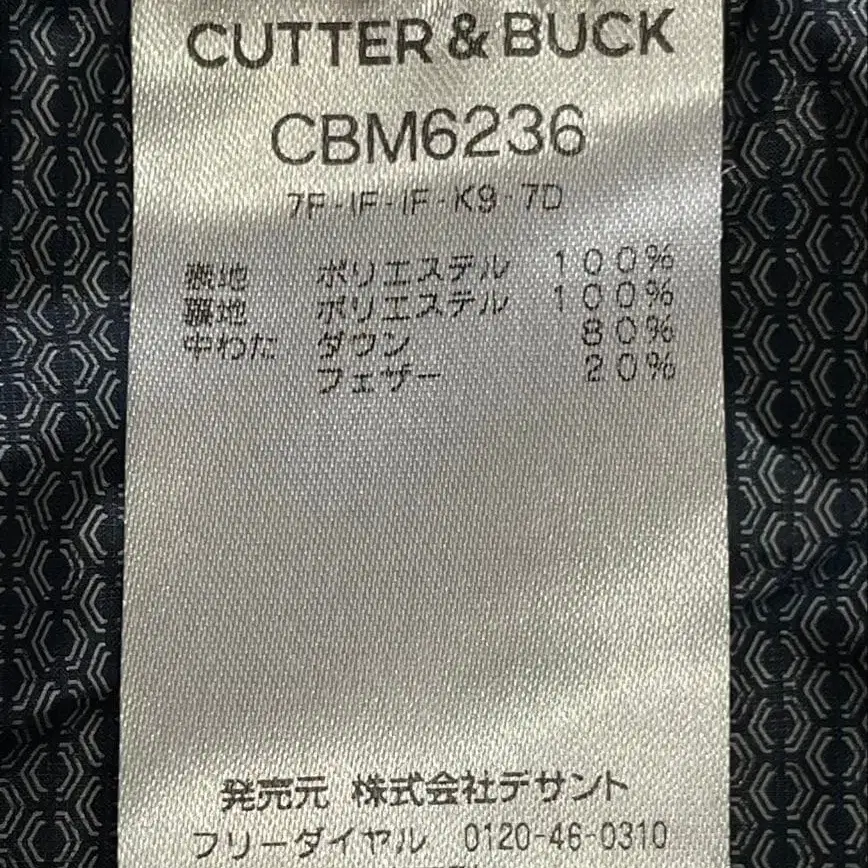 CUTTER & BUCK
CBM6236
7F-IF-IF-K9-7D
表地 ポリエステル 100%
裏地 ポリエステル 100%
中わた ダウン 80%
フェザー 20%
発売元 株式会社デサント
フリーダイヤル 0120-46-0310